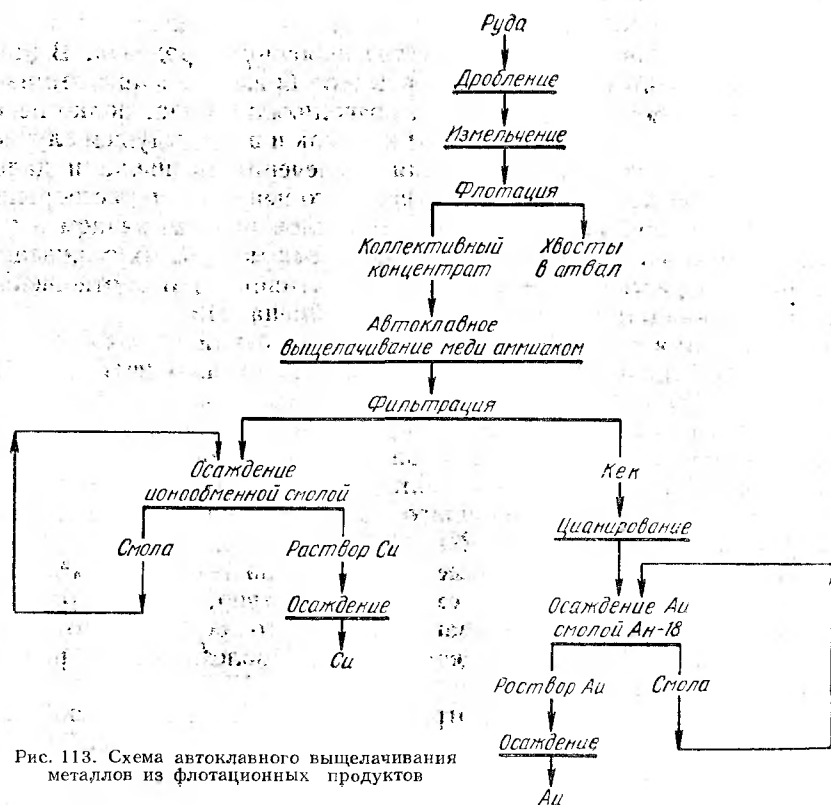 Руда
Дробление
Измельчение
Флотация
Коллективный
концентрат
Хвосты
в отвал
Автоклавное
выщелачивание меди аммиаком
Фильтрация
Осаждение
ионообменной смолой
Кек
Цианирование
Смола
Раствор Cu
Осаждение
Cu
Осаждение Au
смолой Ан-18
Роствор Au
Смола
Осаждение
Au
Рис. 113. Схема автоклавного выщелачивания
металлов из флотационных продуктов